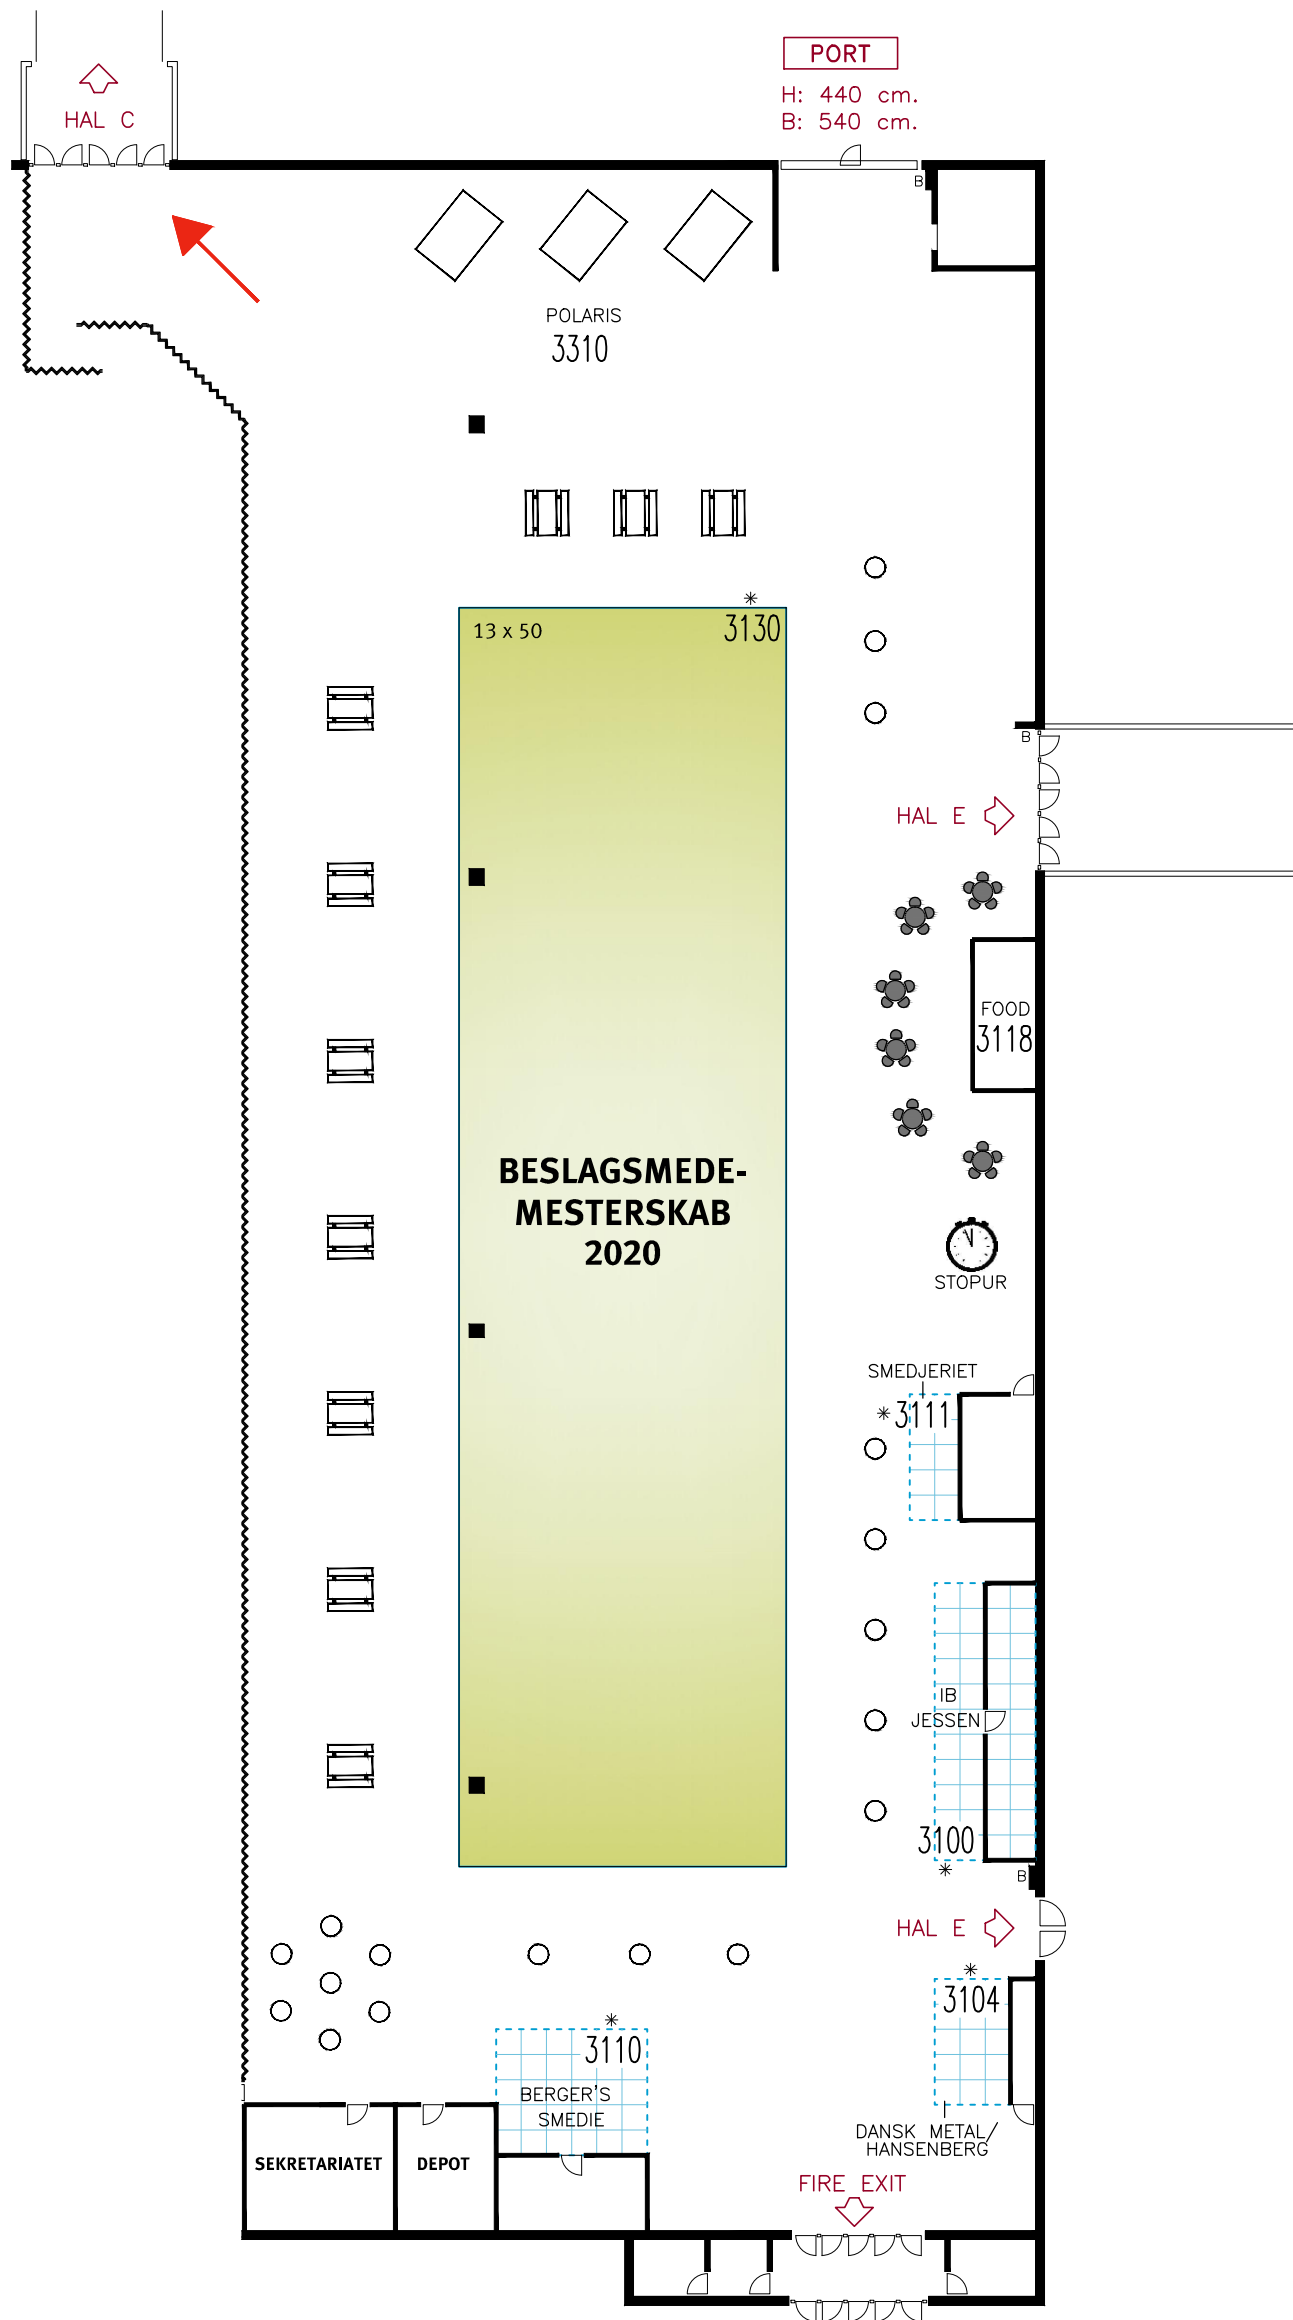 PORT
H: 440 cm.
B: 540 cm.
HAL C
B
POLARIS
3310
*
13 x 50
3130
B
HAL E
FOOD
3118
BESLAGSMEDE-
MESTERSKAB
2020
STOPUR
SMEDJERIET
* 3111
IB
JESSEN
3100
*
B
HAL E
*
3104
*
3110
BERGER'S
SMEDIE
DANSK METAL/
HANSENBERG
SEKRETARIATET
DEPOT
FIRE EXIT